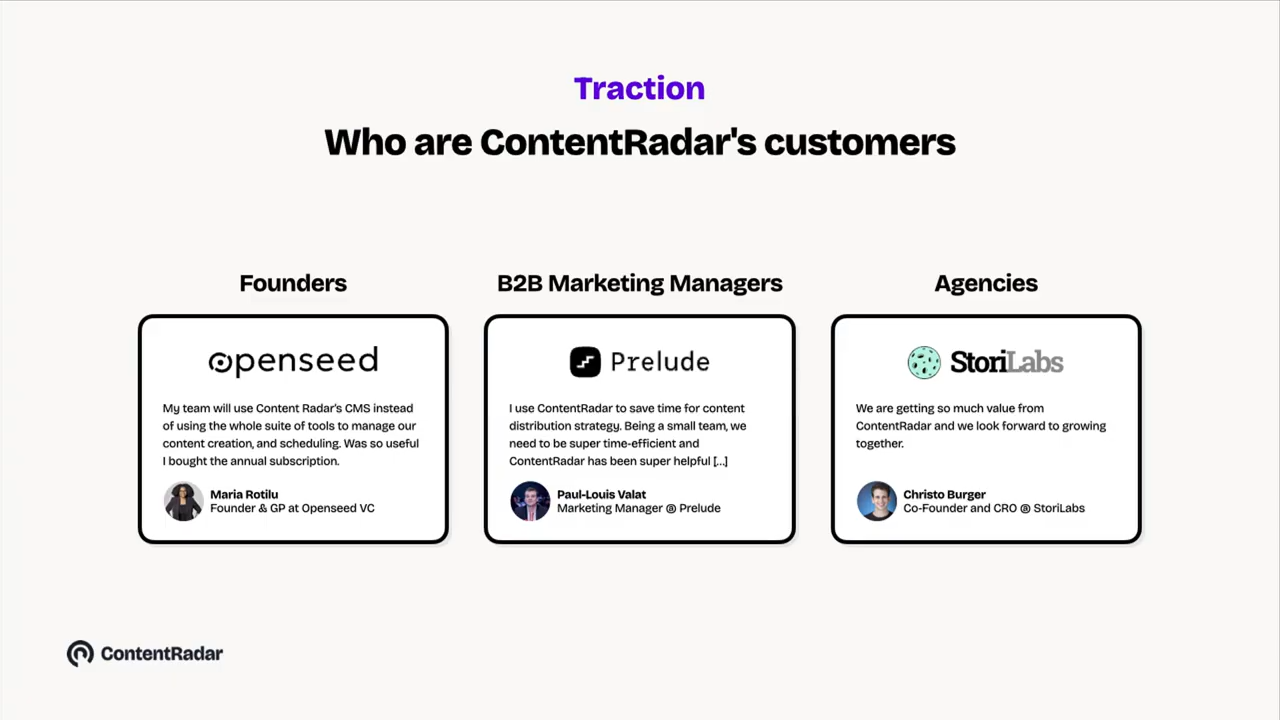 Traction
Who are ContentRadar's customers
Founders
openseed
My team will use Content Radar's CMS instead
of using the whole suite of tools to manage our
content creation, and scheduling. Was so useful
I bought the annual subscription.
Maria Rotilu
Founder & GP at Openseed VC
B2B Marketing Managers
Prelude
I use ContentRadar to save time for content
distribution strategy. Being a small team, we
need to be super time-efficient and
ContentRadar has been super helpful [...]
Paul-Louis Valat
Marketing Manager @ Prelude
Agencies
StoriLabs
We are getting so much value from
ContentRadar and we look forward to growing
together.
Christo Burger
Co-Founder and CRO @ StoriLabs
ContentRadar